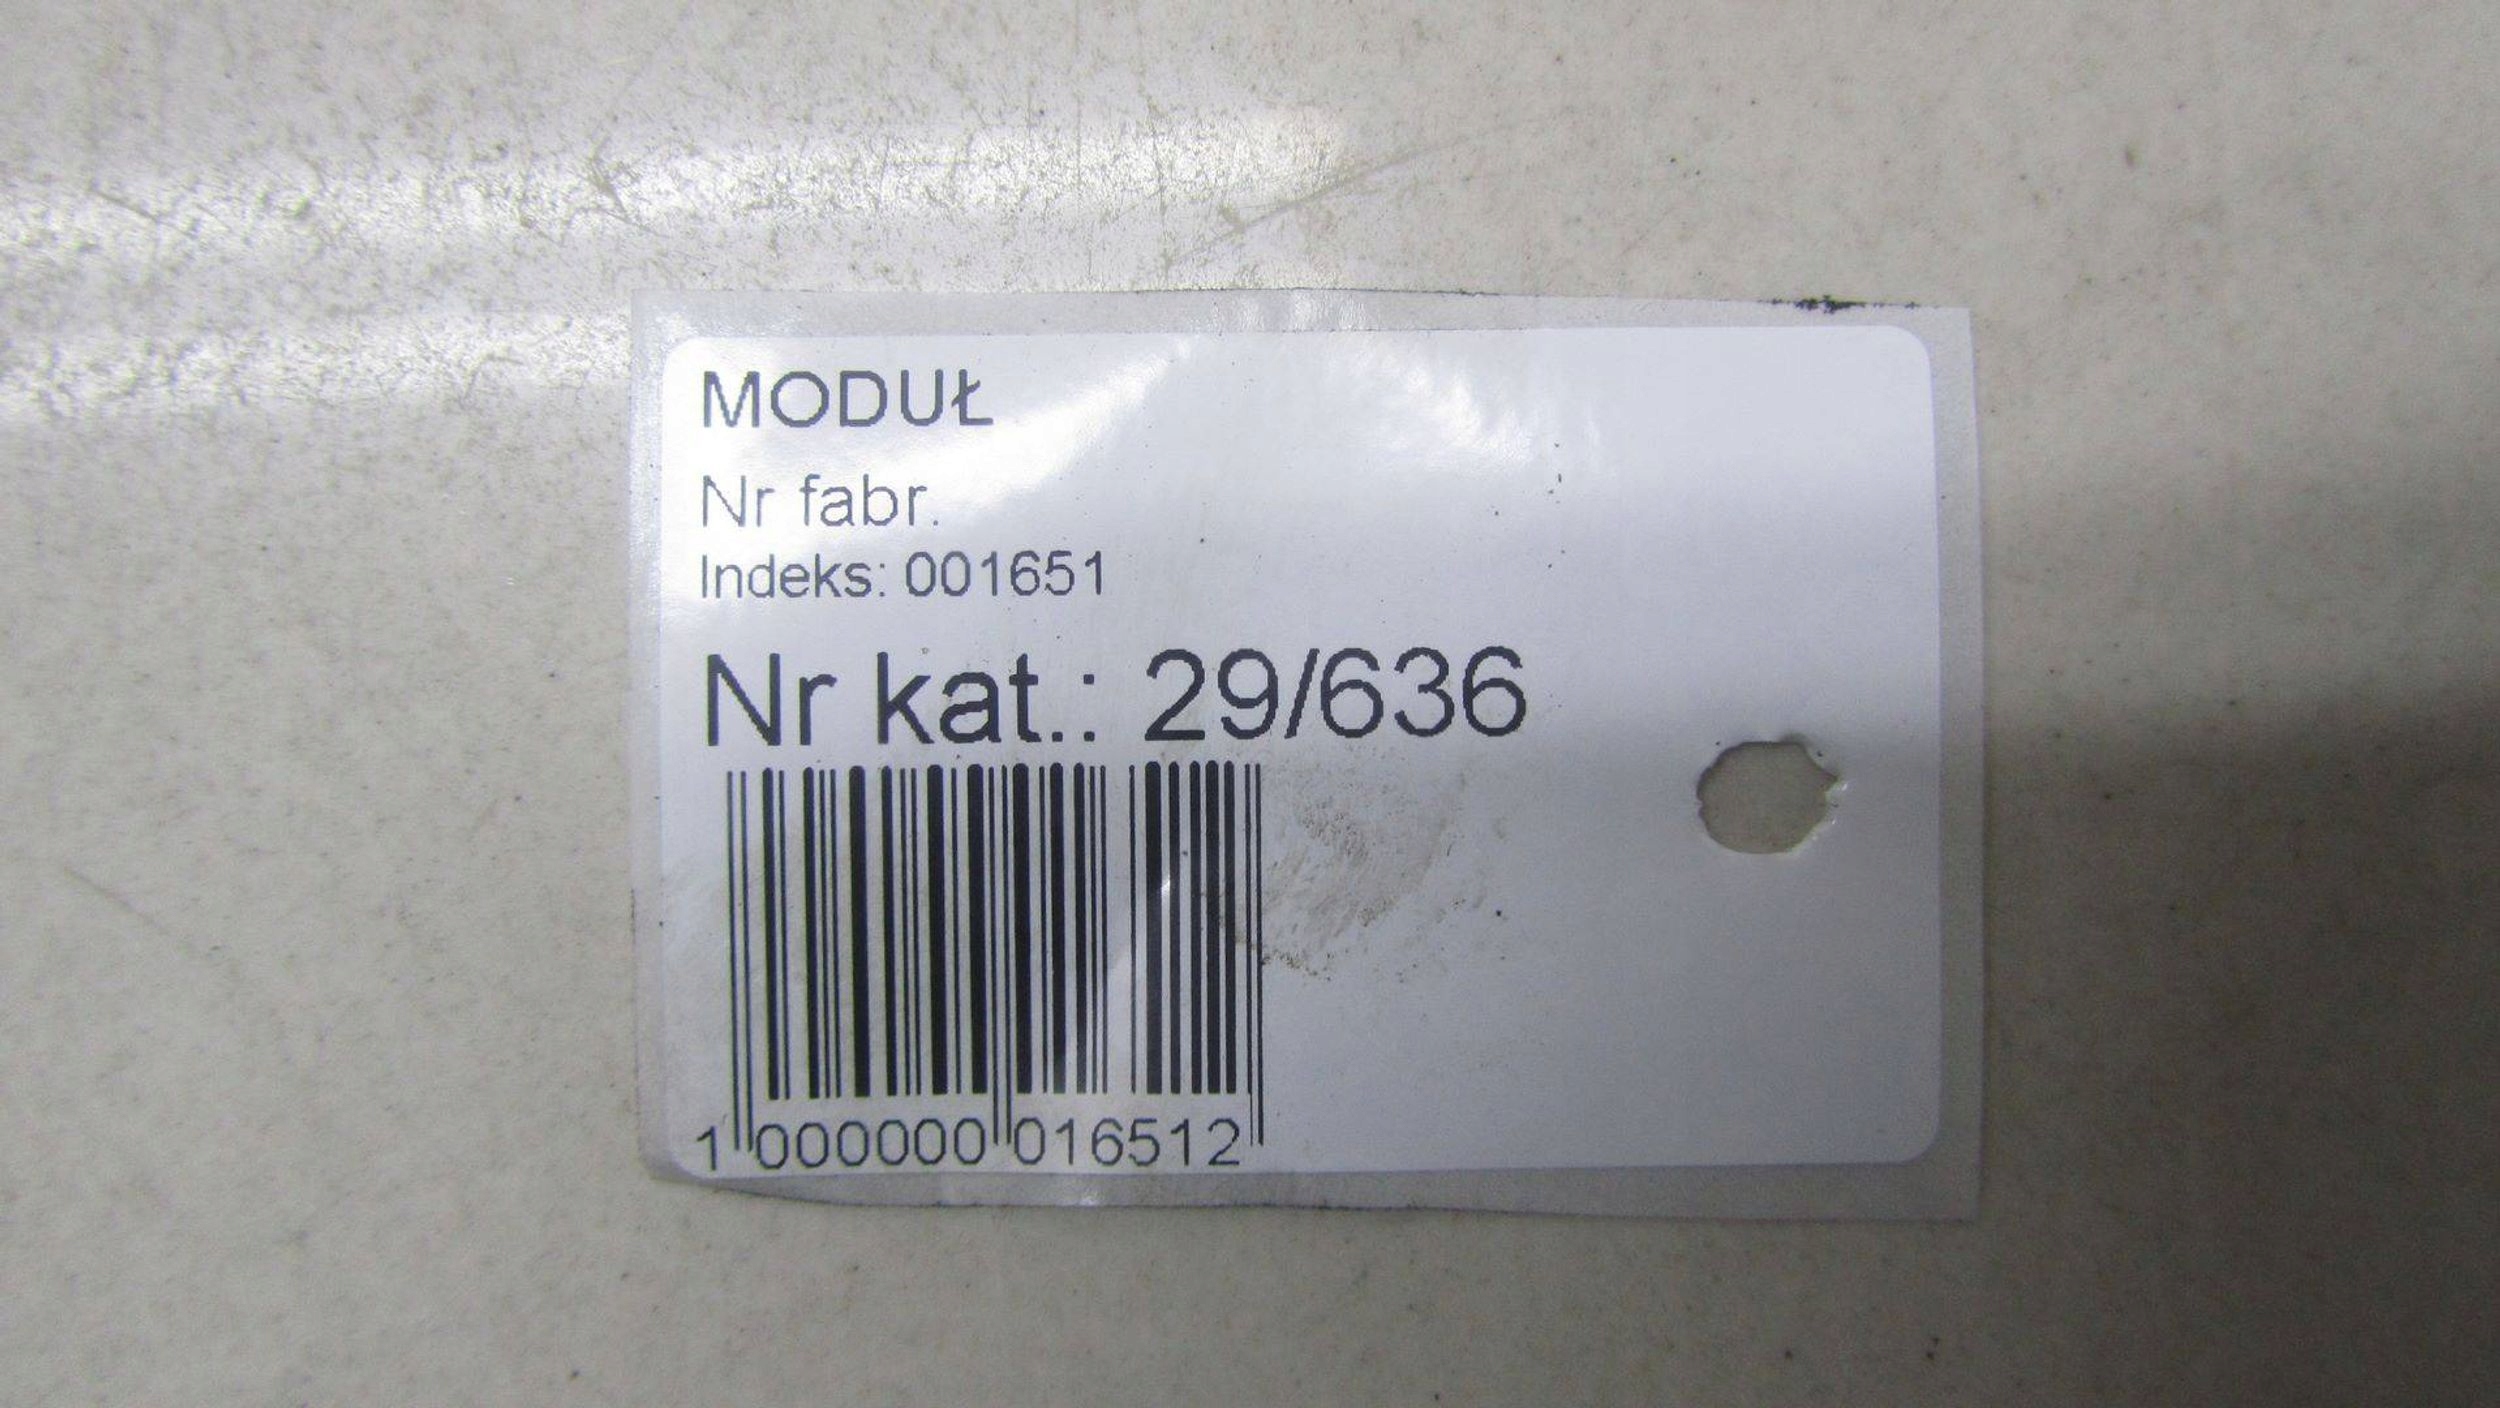 MODUŁ
Nr fabr.
Indeks: 001651
Nr kat.: 29/636
1 000000 016512